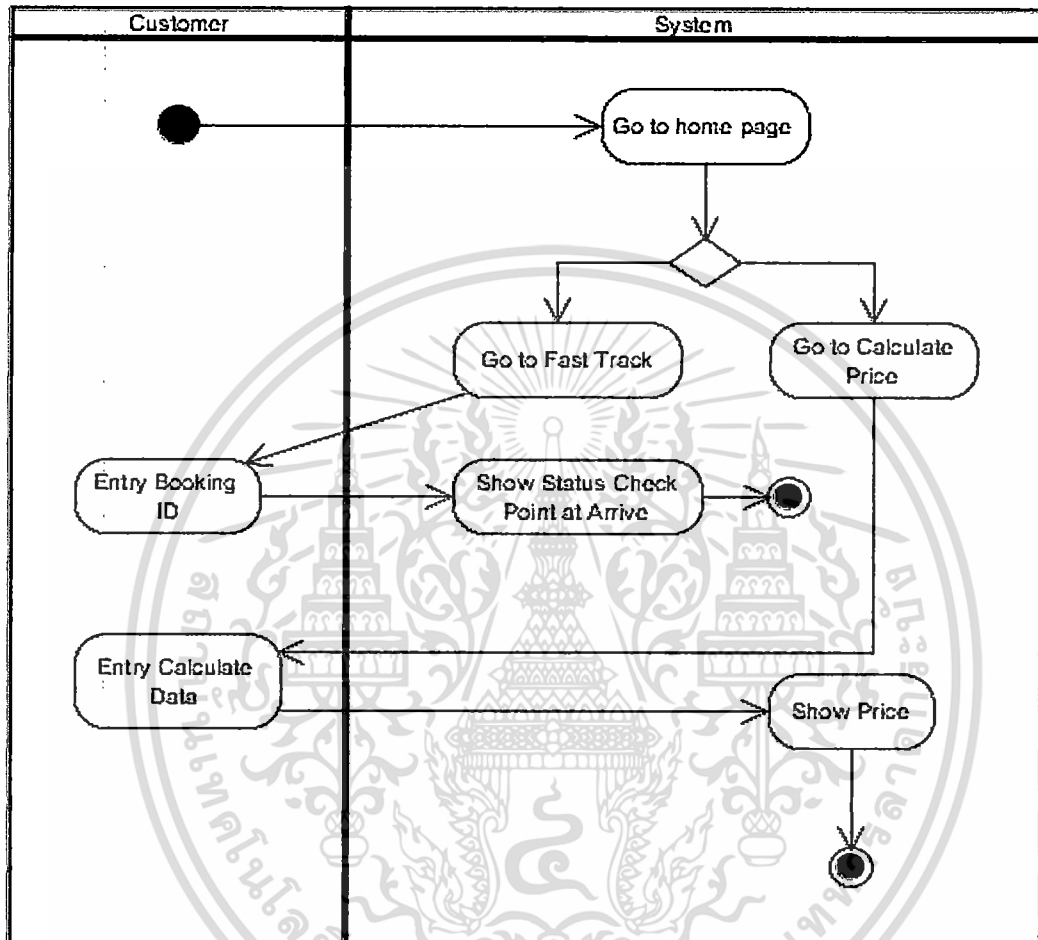 Customer
System
Go to home page
Go to Fast Track
Go to Calculate
Price
Entry Booking
ID
Show Status Check
Point at Arrive
Entry Calculate
Data
Show Price